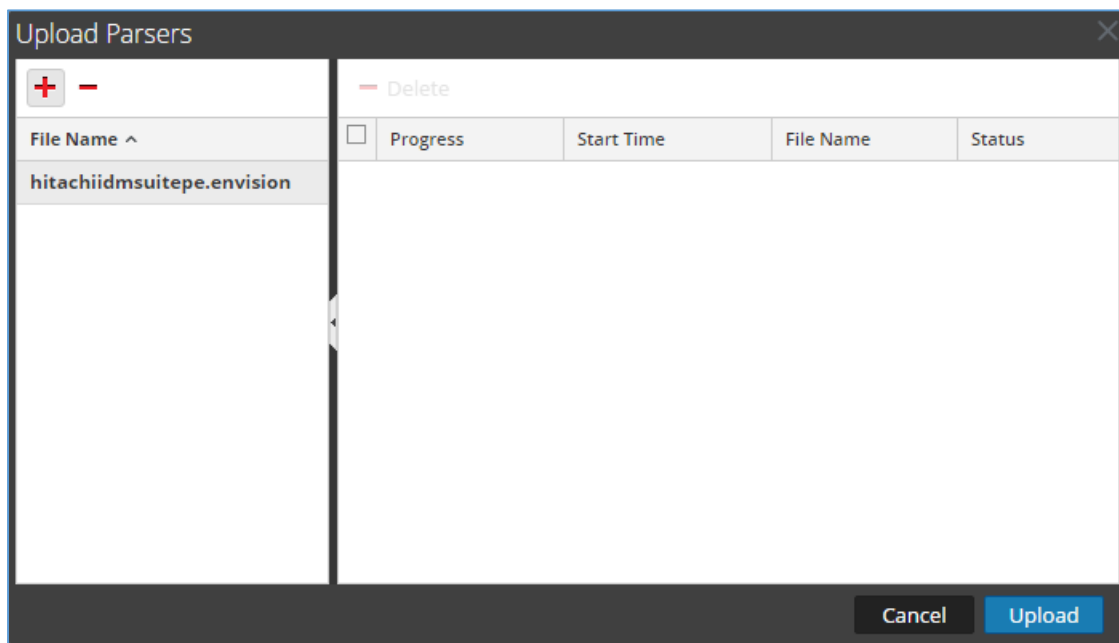 Upload Parsers
Delete
File Name
Progress Start Time File Name Status
hitachiidmsuitepe.envision
Cancel Upload